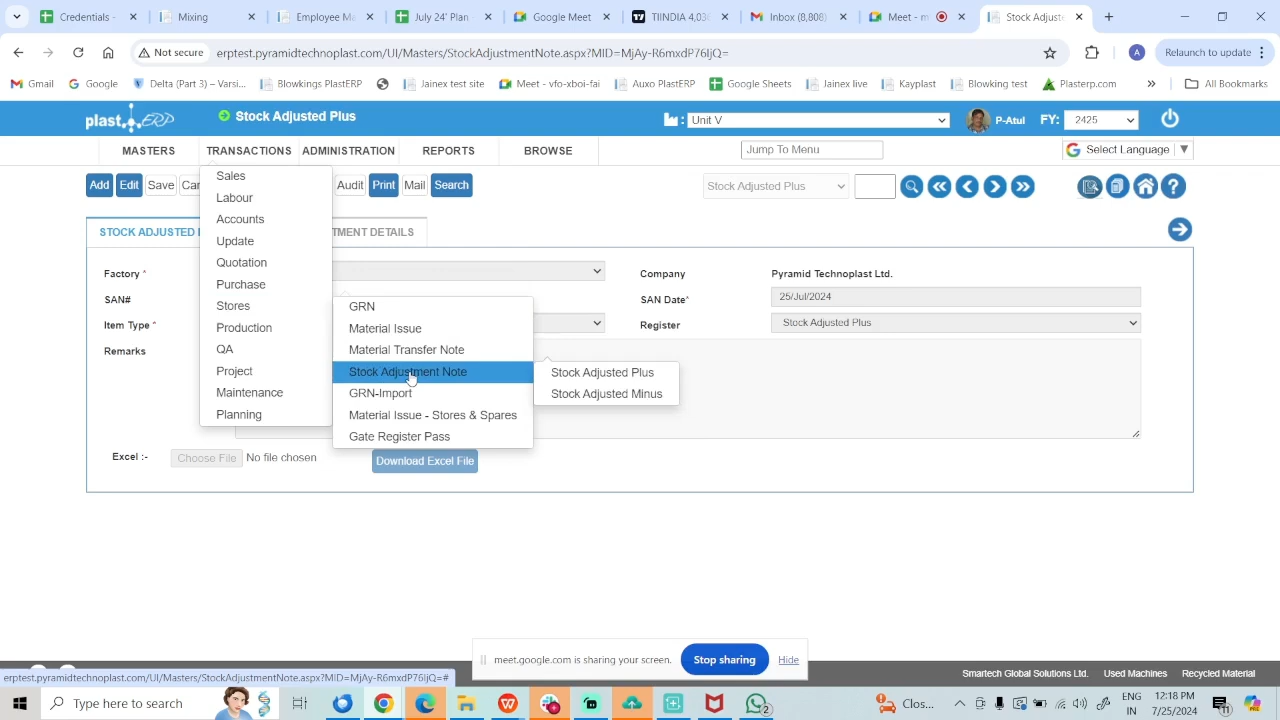 Credentials
Mixing
Employee Ma
July 24' Plan
Google Meet
TIINDIA 4,03
Inbox (8,808)
Meet - m
Stock Adjust
Not secure
erptest.pyramidtechnoplast.com/UI/Masters/StockAdjustmentNote.aspx?MID=MjAy-R6mxdP76IjQ=
A
Relaunch to update
Gmail
Google
Delta (Part 3) – Varsi...
Blowkings PlastERP
Jainex test site
Meet - vfo-xboi-fai
Auxo PlastERP
Google Sheets
Jainex live
Kayplast
Blowking test
Plasterp.com
All Bookmarks
plast ERP
Stock Adjusted Plus
Unit V
P-Atul
FY:
2425
MASTERS
TRANSACTIONS
ADMINISTRATION
REPORTS
BROWSE
Jump To Menu
Select Language
Add
Edit
Save
Can
Audit
Print
Mail
Search
Stock Adjusted Plus
Sales
Labour
Accounts
Update
Quotation
Purchase
Stores
Production
QA
Project
Maintenance
Planning
STOCK ADJUSTED
TMENT DETAILS
Factory *
Company
Pyramid Technoplast Ltd.
SAN#
SAN Date*
25/Jul/2024
Item Type *
Register
Stock Adjusted Plus
Remarks
GRN
Material Issue
Material Transfer Note
Stock Adjustment Note
GRN-Import
Material Issue - Stores & Spares
Gate Register Pass
Stock Adjusted Plus
Stock Adjusted Minus
Excel :-
Choose File
No file chosen
Download Excel File
meet.google.com is sharing your screen.
Stop sharing
Hide
erptest.pyramidtechnoplast.com/UI/Masters/StockAdjustmentNote.aspx?MID=MjAy-R6mxdP76IjQ=#
Smartech Global Solutions Ltd.
Used Machines
Recycled Material
Type here to search
2
Clos...
ENG
IN
12:18 PM
7/25/2024
11